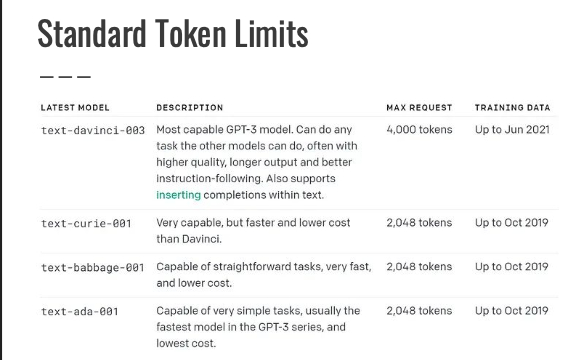 Standard Token Limits
LATEST MODEL DESCRIPTION MAX REQUEST TRAINING DATA
text-davinci-003 Most capable GPT-3 model. Can do any 4,000 tokens Up to Jun 2021
task the other models can do, often with
higher quality, longer output and better
instruction-following. Also supports
inserting completions within text.
text-curie-001 Very capable, but faster and lower cost 2,048 tokens Up to Oct 2019
than Davinci.
text-babbage-001 Capable of straightforward tasks, very fast, 2,048 tokens Up to Oct 2019
and lower cost.
text-ada-001 Capable of very simple tasks, usually the 2,048 tokens Up to Oct 2019
fastest model in the GPT-3 series, and
lowest cost.